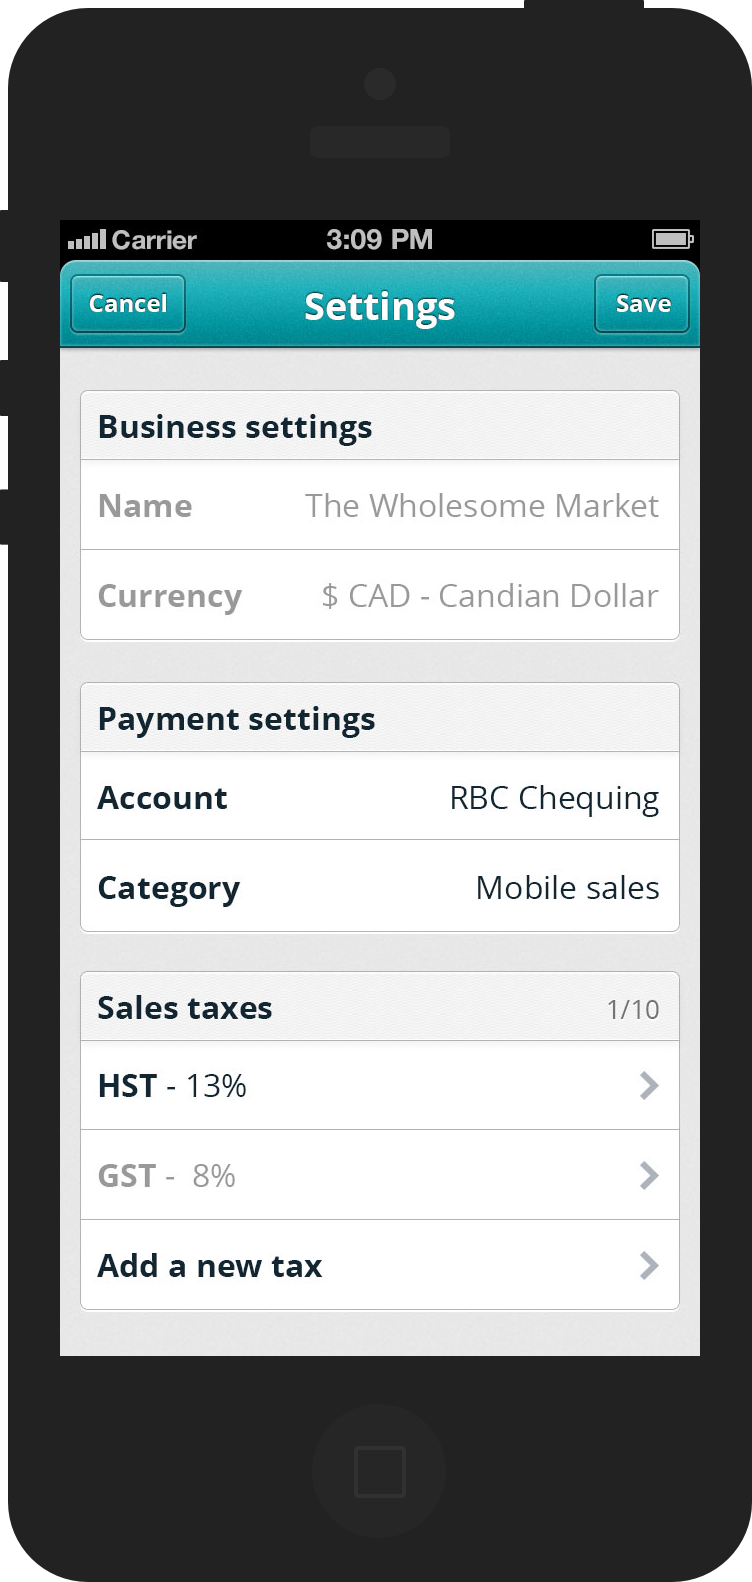 Carrier 3:09 PM
Cancel Settings Save
Business settings
Name The Wholesome Market
Currency $ CAD - Candian Dollar
Payment settings
Account RBC Chequing
Category Mobile sales
Sales taxes 1/10
HST - 13%
GST - 8%
Add a new tax